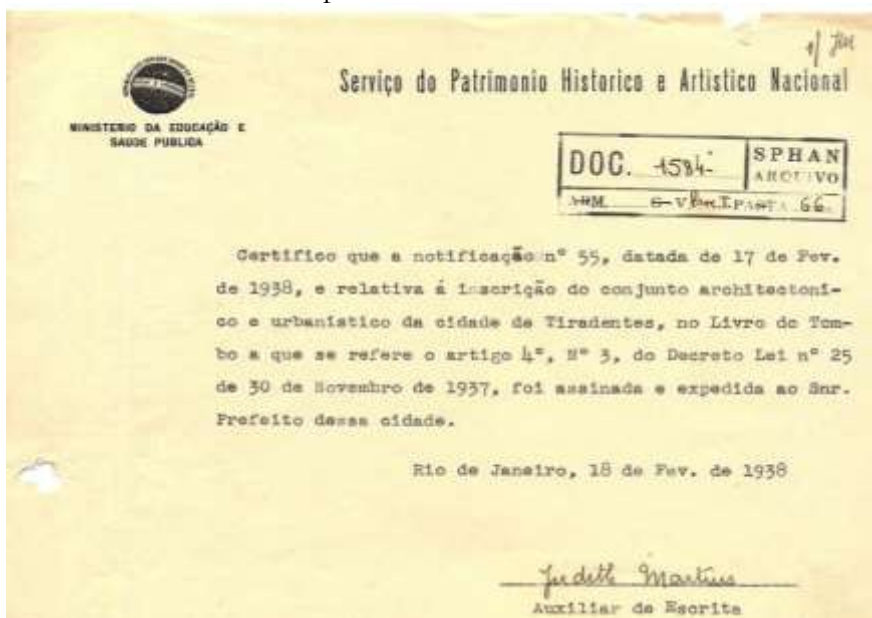 Serviço do Patrimonio Historico e Artistico Nacional
MINISTERIO DA EDUCAÇÃO E
SAUDE PUBLICA
DOC. 1584
SPHAN
ARQUIVO
PASTA 66
Certifico que a notificação nº 55, datada de 17 de Fev.
de 1938, e relativa á inscrição do conjunto architectoni-
co e urbanistico da cidade de Tiradentes, no Livro do Tom-
bo a que se refere o artigo 4º, Nº 3, do Decreto Lei nº 25
de 30 de Novembro de 1937, foi assinada e expedida ao Snr.
Prefeito dessa cidade.
Rio de Janeiro, 18 de Fev. de 1938
Judith Martins
Auxiliar de Escrita